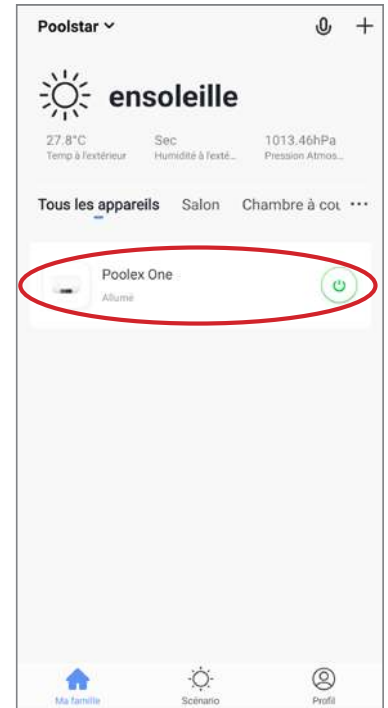 Poolstar
ensoleille
27.8°C Sec 1013.46hPa
Temp à l'extérieur Humidité à l'exté... Pression Atmos...
Tous les appareils Salon Chambre à cou ...
Poolex One
Allumé
Ma famille Scénario Profil